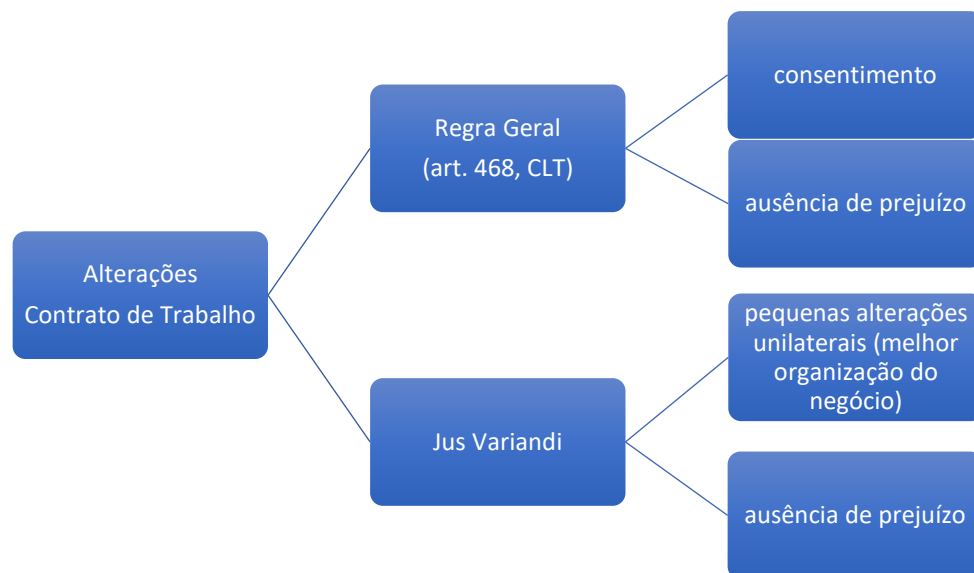 Alterações
Contrato de Trabalho
Regra Geral
(art. 468, CLT)
consentimento
ausência de prejuízo
Jus Variandi
pequenas alterações
unilaterais (melhor
organização do
negócio)
ausência de prejuízo